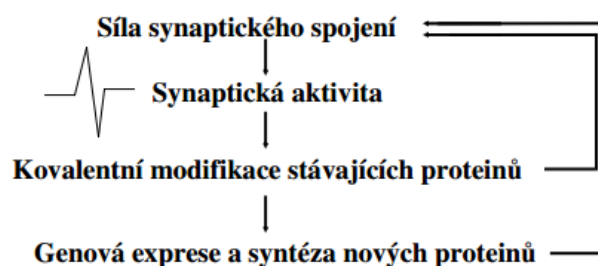 Síla synaptického spojení
Synaptická aktivita
Kovalentní modifikace stávajících proteinů
Genová exprese a syntéza nových proteinů